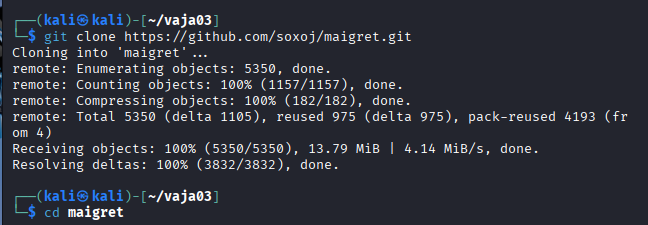 ┌──(kali㉿kali)-[~/vaja03]
└─$ git clone https://github.com/soxoj/maigret.git
Cloning into 'maigret'...
remote: Enumerating objects: 5350, done.
remote: Counting objects: 100% (1157/1157), done.
remote: Compressing objects: 100% (182/182), done.
remote: Total 5350 (delta 1105), reused 975 (delta 975), pack-reused 4193 (fr
om 4)
Receiving objects: 100% (5350/5350), 13.79 MiB | 4.14 MiB/s, done.
Resolving deltas: 100% (3832/3832), done.
┌──(kali㉿kali)-[~/vaja03]
└─$ cd maigret